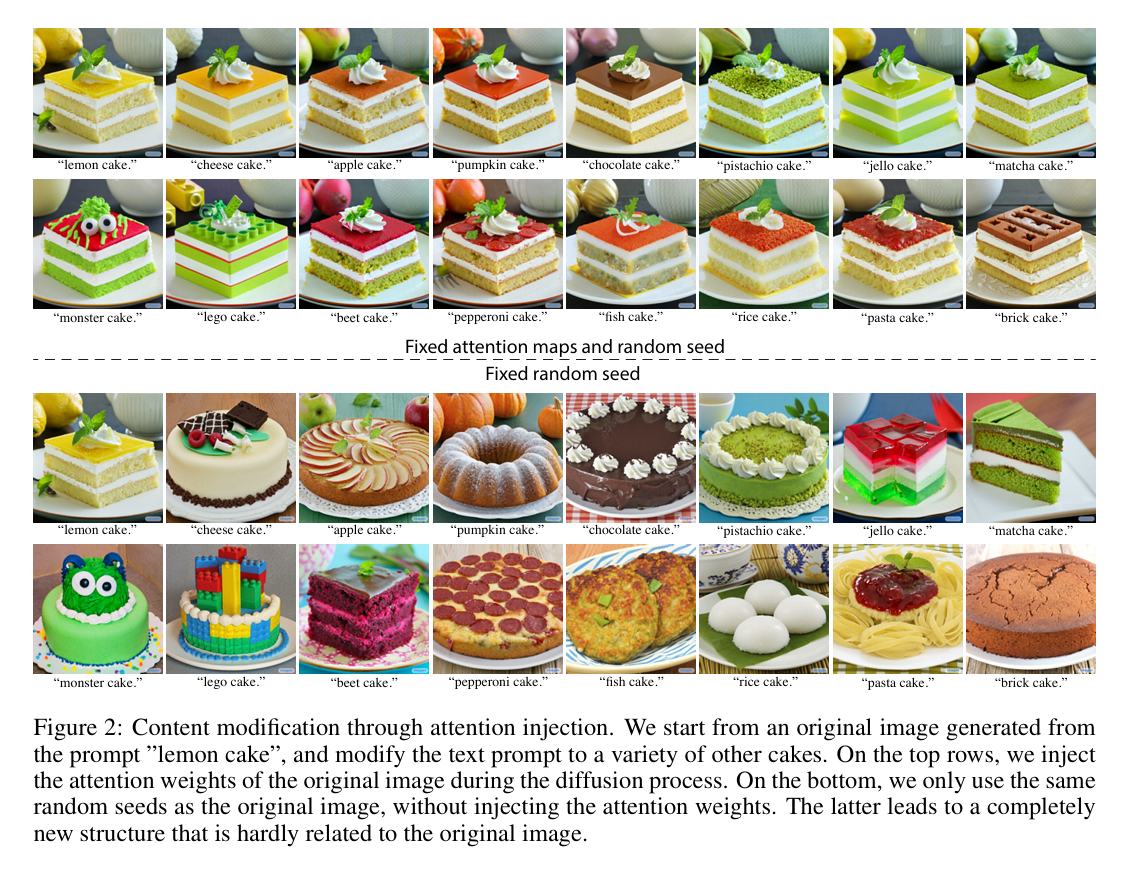 “lemon cake.” “cheese cake.” “apple cake.” “pumpkin cake.” “chocolate cake.” “pistachio cake.” “jello cake.” “matcha cake.”
“monster cake.” “lego cake.” “beet cake.” “pepperoni cake.” “fish cake.” “rice cake.” “pasta cake.” “brick cake.”
Fixed attention maps and random seed
Fixed random seed
“lemon cake.” “cheese cake.” “apple cake.” “pumpkin cake.” “chocolate cake.” “pistachio cake.” “jello cake.” “matcha cake.”
“monster cake.” “lego cake.” “beet cake.” “pepperoni cake.” “fish cake.” “rice cake.” “pasta cake.” “brick cake.”
Figure 2: Content modification through attention injection. We start from an original image generated from
the prompt ”lemon cake”, and modify the text prompt to a variety of other cakes. On the top rows, we inject
the attention weights of the original image during the diffusion process. On the bottom, we only use the same
random seeds as the original image, without injecting the attention weights. The latter leads to a completely
new structure that is hardly related to the original image.